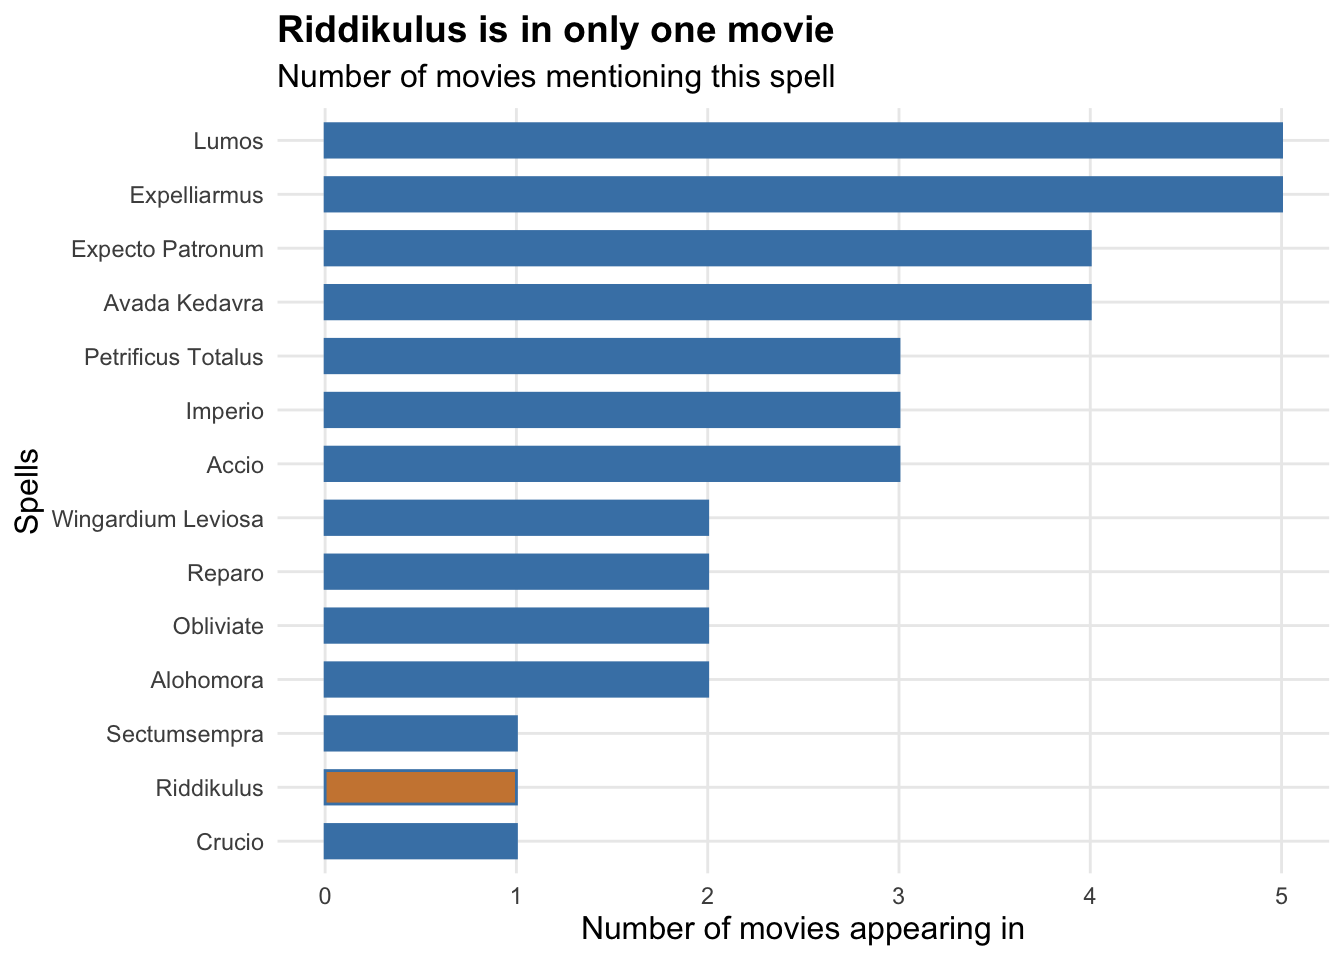 Riddikulus is in only one movie
Number of movies mentioning this spell
Lumos
Expelliarmus
Expecto Patronum
Avada Kedavra
Petrificus Totalus
Imperio
Accio
Wingardium Leviosa
Reparo
Obliviate
Alohomora
Sectumsempra
Riddikulus
Crucio
Spells
0 1 2 3 4 5
Number of movies appearing in